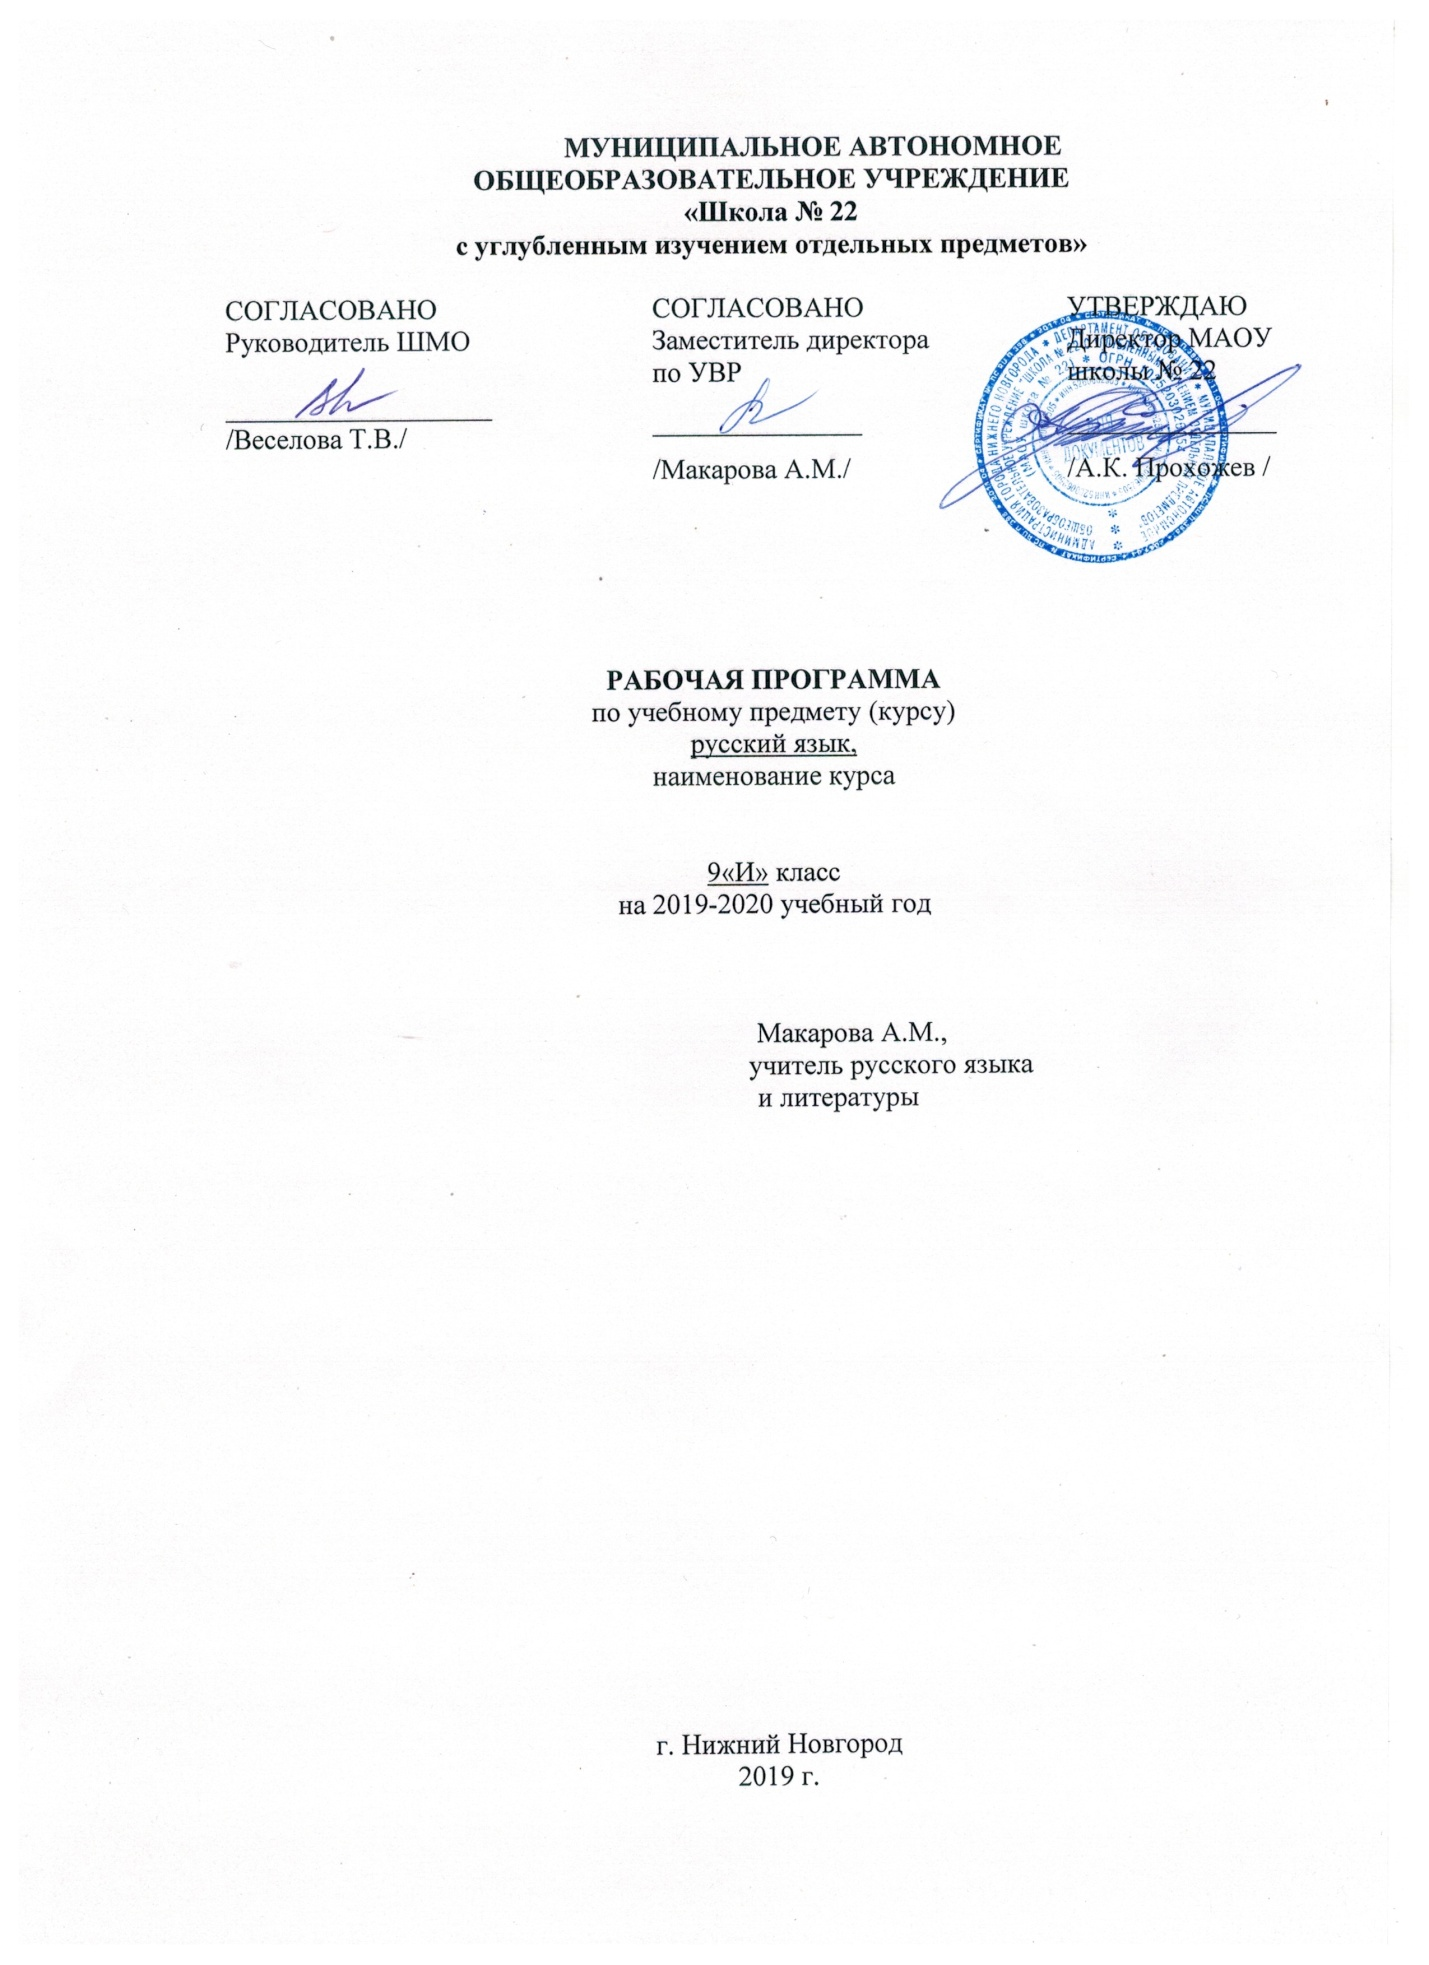 МУНИЦИПАЛЬНОЕ АВТОНОМНОЕ
ОБЩЕОБРАЗОВАТЕЛЬНОЕ УЧРЕЖДЕНИЕ
«Школа № 22
с углубленным изучением отдельных предметов»
СОГЛАСОВАНО
Руководитель ШМО
/Веселова Т.В./
СОГЛАСОВАНО
Заместитель директора
по УВР
/Макарова А.М./
УТВЕРЖДАЮ
Директор МАОУ
школы № 22
/А.К. Прохожев /
ДОКУМЕНТОВ
РАБОЧАЯ ПРОГРАММА
по учебному предмету (курсу)
русский язык,
наименование курса
9«И» класс
на 2019-2020 учебный год
Макарова А.М.,
учитель русского языка
и литературы
г. Нижний Новгород
2019 г.